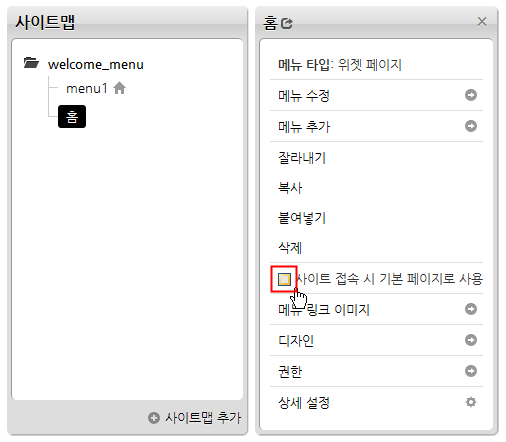 사이트맵
welcome_menu
menu1
홈
사이트맵 추가
홈
메뉴 타입: 위젯 페이지
메뉴 수정
메뉴 추가
잘라내기
복사
붙여넣기
삭제
사이트 접속 시 기본 페이지로 사용
메뉴 링크 이미지
디자인
권한
상세 설정